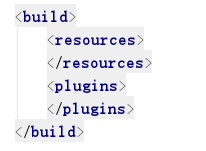 <build>
    <resources>
    </resources>
    <plugins>
    </plugins>
</build>